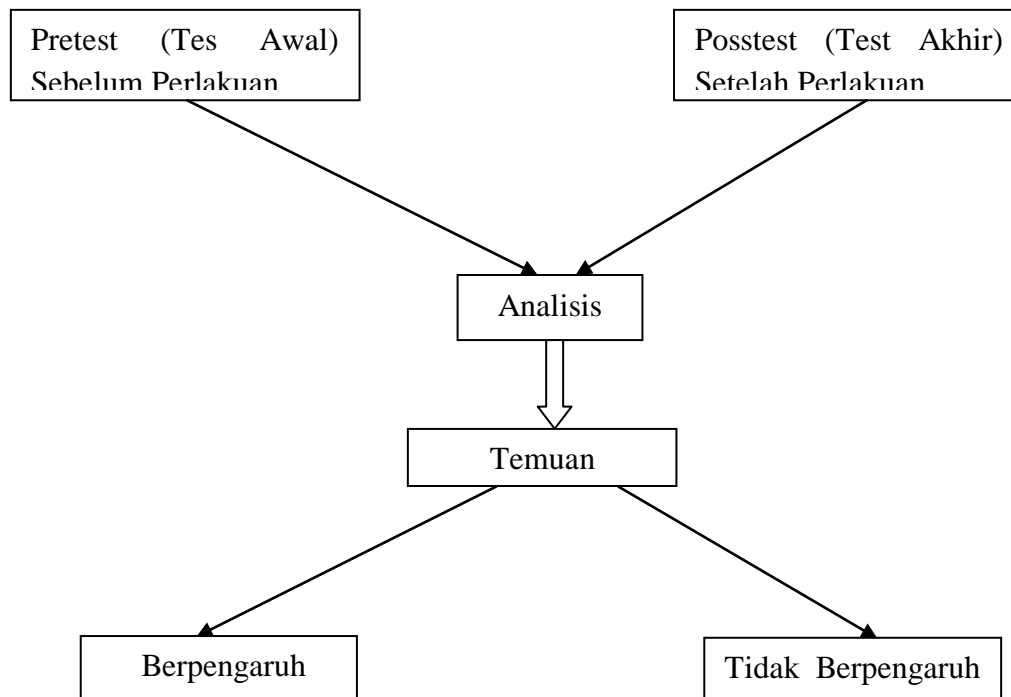 Pretest (Tes Awal)
Sebelum Perlakuan
Posstest (Test Akhir)
Setelah Perlakuan
Analisis
Temuan
Berpengaruh
Tidak Berpengaruh